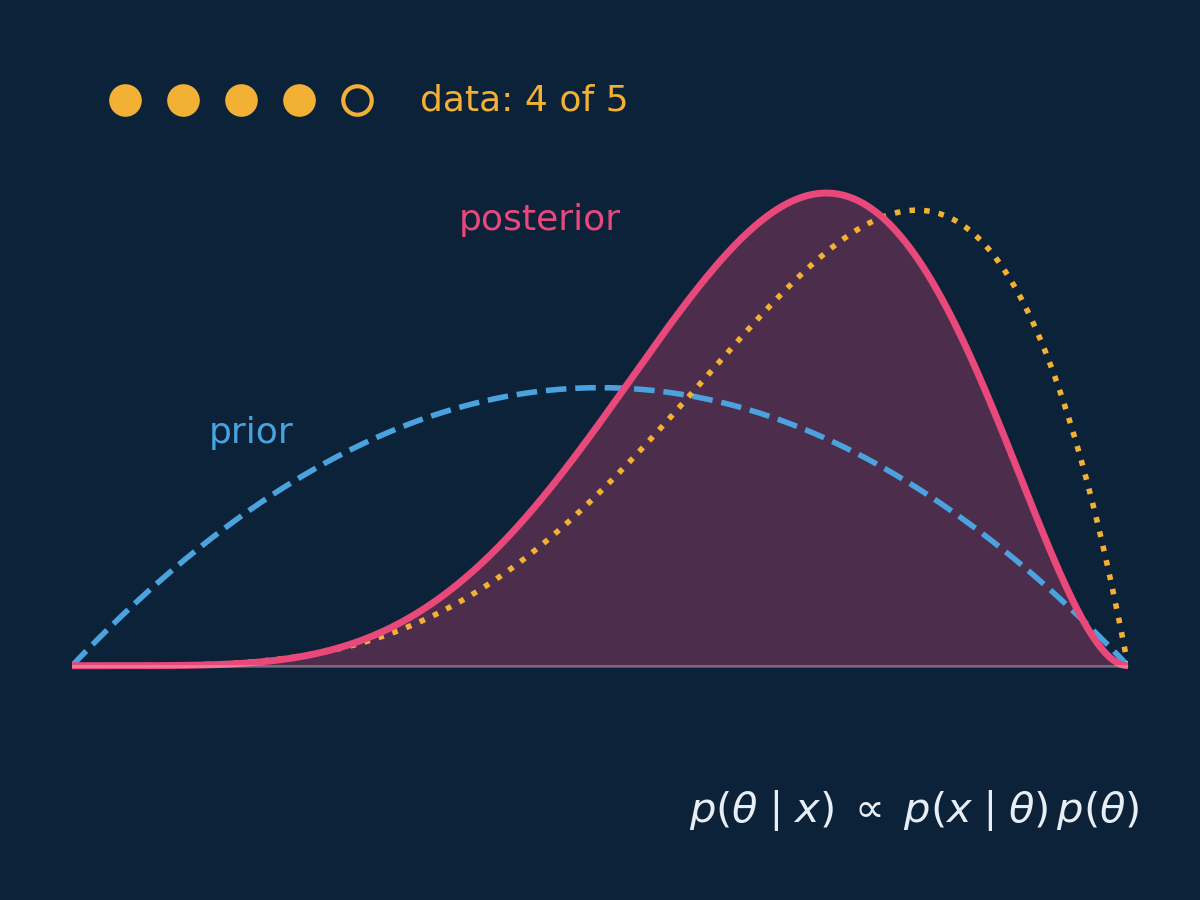 data: 4 of 5
posterior
prior
p(θ | x) ∝ p(x | θ) p(θ)